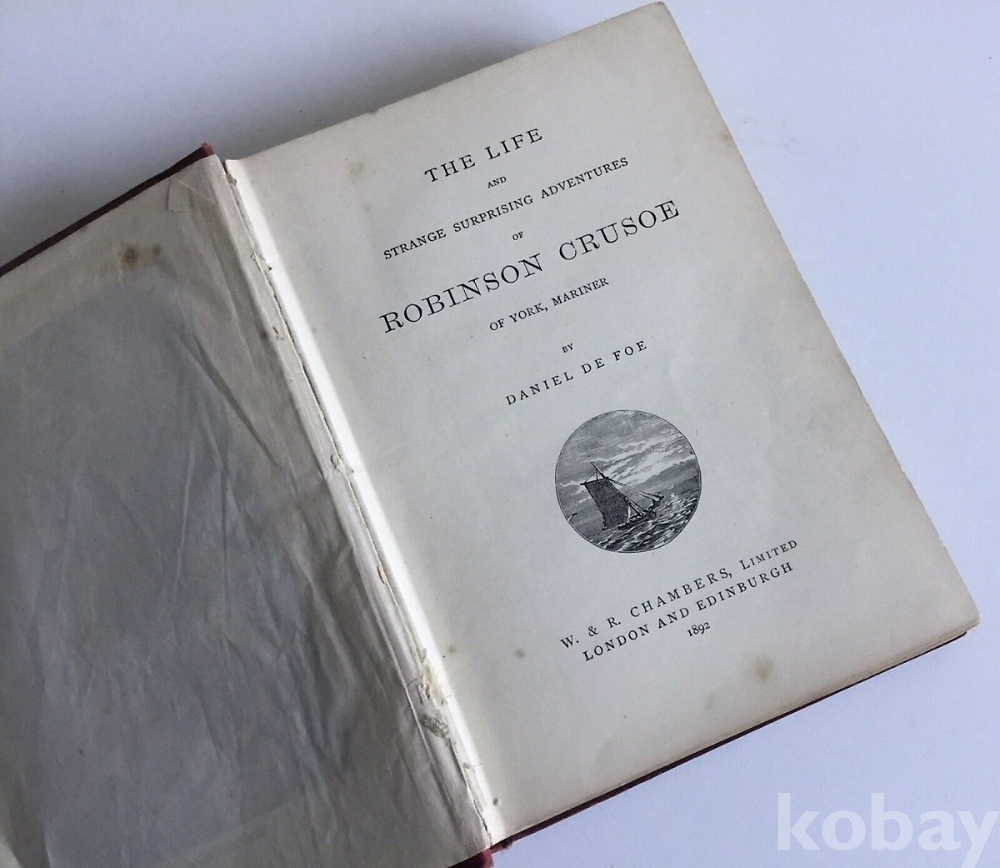 THE LIFE
AND
STRANGE SURPRISING ADVENTURES
OF
ROBINSON CRUSOE
OF YORK, MARINER
BY
DANIEL DE FOE
W. & R. CHAMBERS, LIMITED
LONDON AND EDINBURGH
1892
kobay